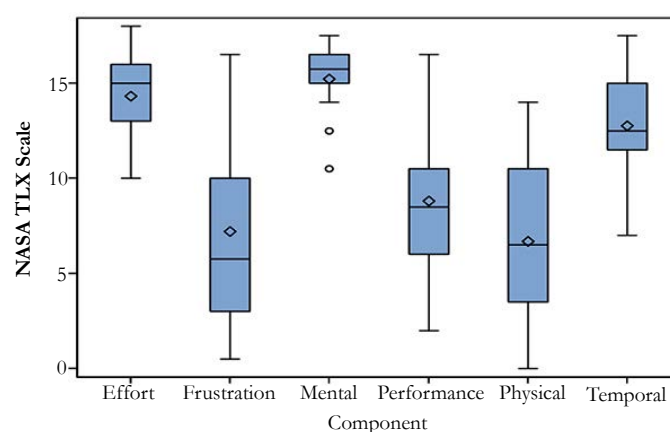 NASA TLX Scale
15
10
5
0
Effort Frustration Mental Performance Physical Temporal
Component